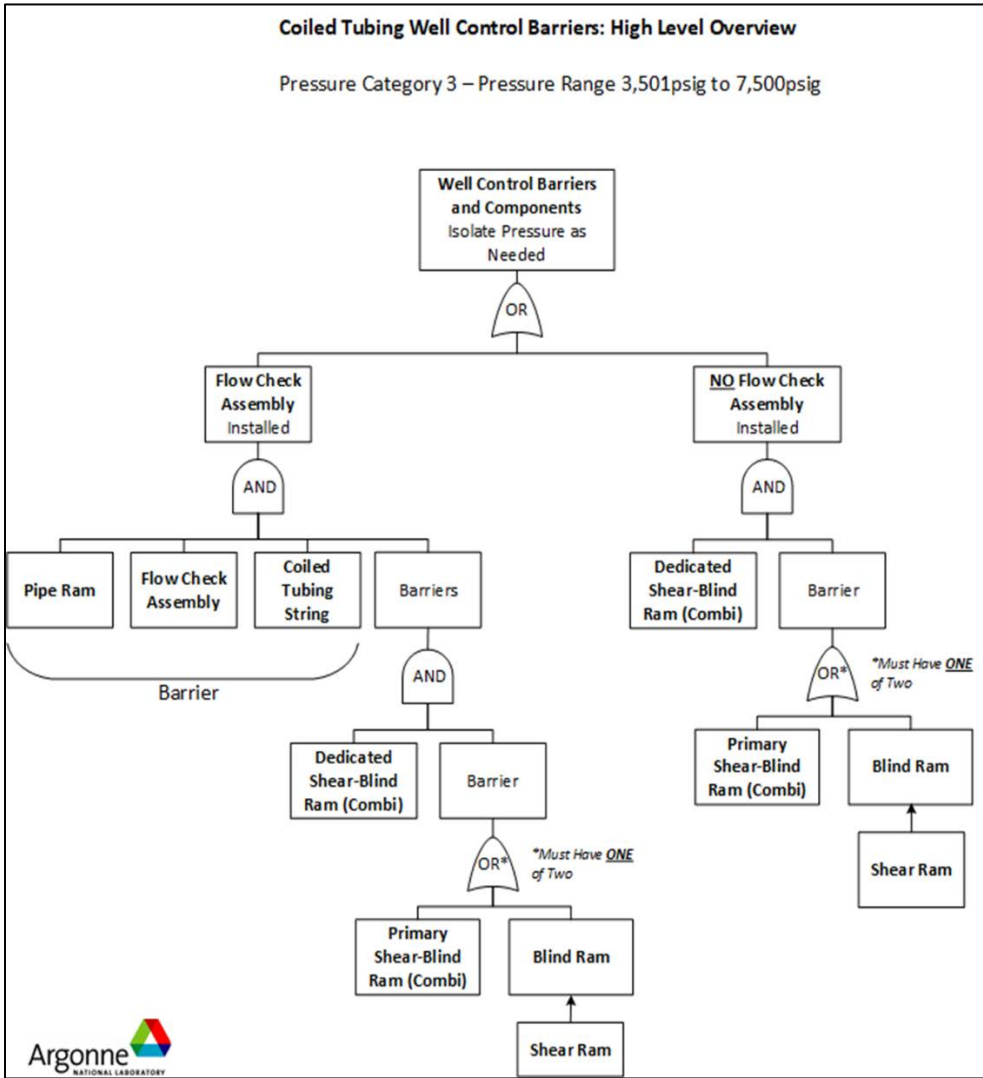 Coiled Tubing Well Control Barriers: High Level Overview
Pressure Category 3 – Pressure Range 3,501psig to 7,500psig
Well Control Barriers
and Components
Isolate Pressure as
Needed
OR
Flow Check
Assembly
Installed
NO Flow Check
Assembly
Installed
AND
AND
Pipe Ram
Flow Check
Assembly
Coiled
Tubing
String
Barriers
Dedicated
Shear-Blind
Ram (Combi)
Barrier
Barrier
AND
OR*
*Must Have ONE
of Two
Dedicated
Shear-Blind
Ram (Combi)
Barrier
Primary
Shear-Blind
Ram (Combi)
Blind Ram
OR*
*Must Have ONE
of Two
Shear Ram
Primary
Shear-Blind
Ram (Combi)
Blind Ram
Shear Ram
Argonne
NATIONAL LABORATORY